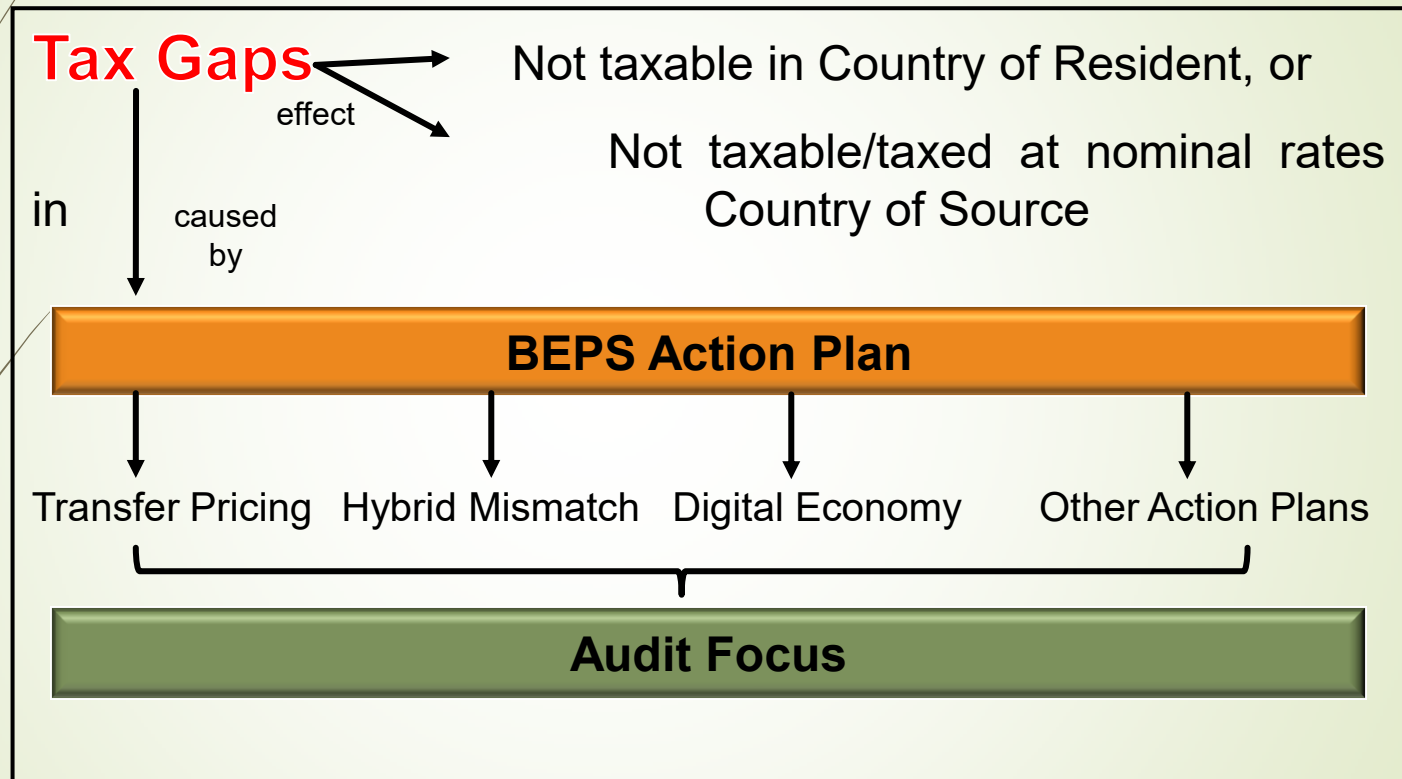 Tax Gaps Not taxable in Country of Resident, or
effect
Not taxable/taxed at nominal rates
in Country of Source
caused
by
BEPS Action Plan
Transfer Pricing Hybrid Mismatch Digital Economy Other Action Plans
Audit Focus